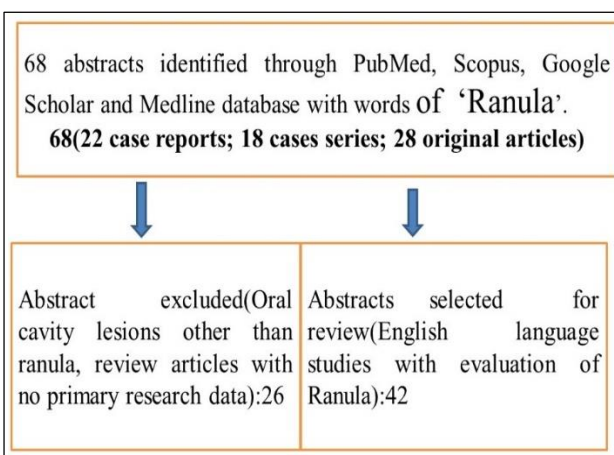 68 abstracts identified through PubMed, Scopus, Google
Scholar and Medline database with words of ‘Ranula’.
68(22 case reports; 18 cases series; 28 original articles)
Abstract excluded(Oral
cavity lesions other than
ranula, review articles with
no primary research data):26
Abstracts selected for
review(English language
studies with evaluation of
Ranula):42